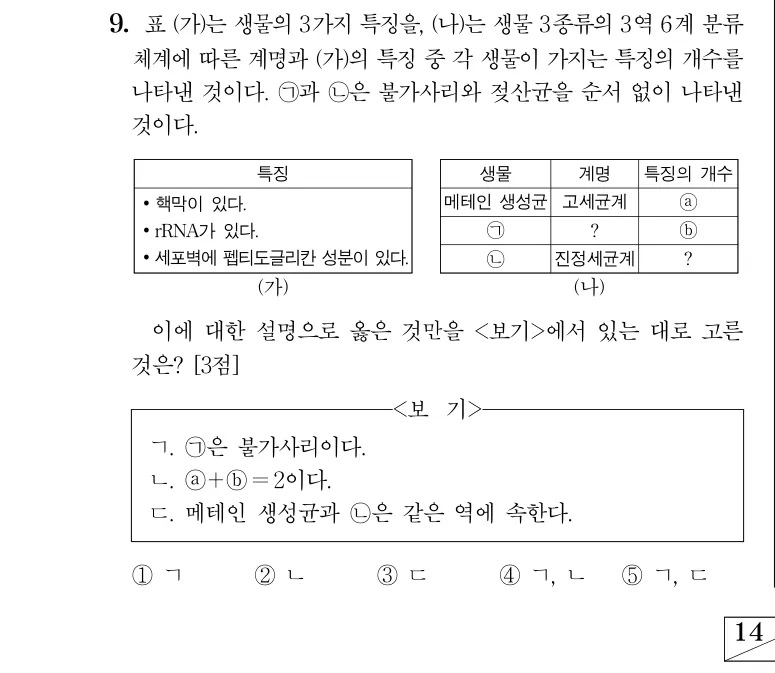 9. 표 (가)는 생물의 3가지 특징을, (나)는 생물 3종류의 3역 6계 분류
체계에 따른 계명과 (가)의 특징 중 각 생물이 가지는 특징의 개수를
나타낸 것이다. ㉠과 ㉡은 불가사리와 젖산균을 순서 없이 나타낸
것이다.
특징
• 핵막이 있다.
• rRNA가 있다.
• 세포벽에 펩티도글리칸 성분이 있다.
(가)
생물 계명 특징의 개수
메테인 생성균 고세균계 ⓐ
㉠ ? ⓑ
㉡ 진정세균계 ?
(나)
이에 대한 설명으로 옳은 것만을 <보기>에서 있는 대로 고른
것은? [3점]
<보 기>
ㄱ. ㉠은 불가사리이다.
ㄴ. ⓐ+ⓑ=2이다.
ㄷ. 메테인 생성균과 ㉡은 같은 역에 속한다.
① ㄱ ② ㄴ ③ ㄷ ④ ㄱ, ㄴ ⑤ ㄱ, ㄷ
14